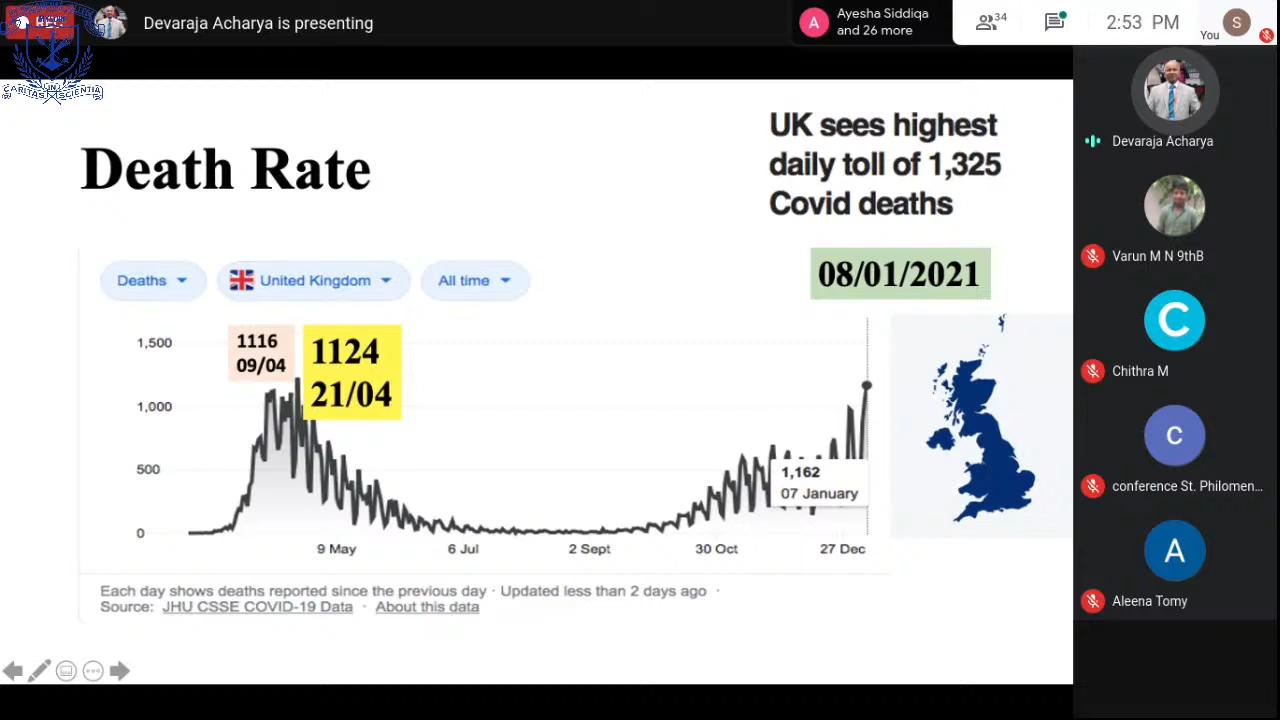 Devaraja Acharya is presenting
A
Ayesha Siddiqa
and 26 more
34
2:53 PM
You
S
CARITAS
SCIENTIA
Death Rate
UK sees highest
daily toll of 1,325
Covid deaths
08/01/2021
Deaths
United Kingdom
All time
1116
09/04
1124
21/04
1,500
1,000
500
0
1,162
07 January
9 May
6 Jul
2 Sept
30 Oct
27 Dec
Each day shows deaths reported since the previous day · Updated less than 2 days ago ·
Source: JHU CSSE COVID-19 Data · About this data
Devaraja Acharya
Varun M N 9thB
C
Chithra M
C
conference St. Philomen...
A
Aleena Tomy